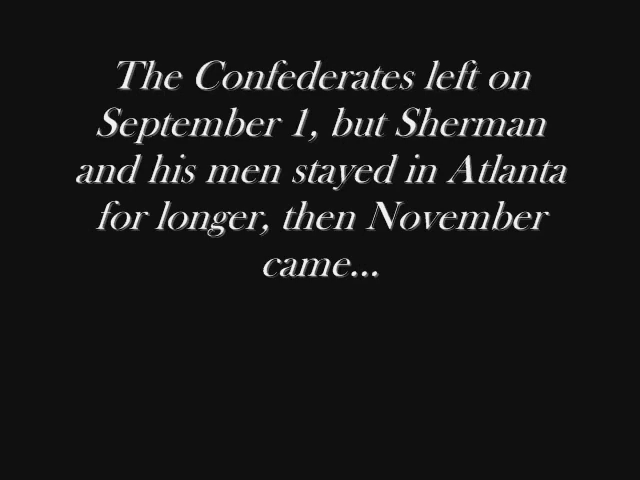 The Confederates left on
September 1, but Sherman
and his men stayed in Atlanta
for longer, then November
came...